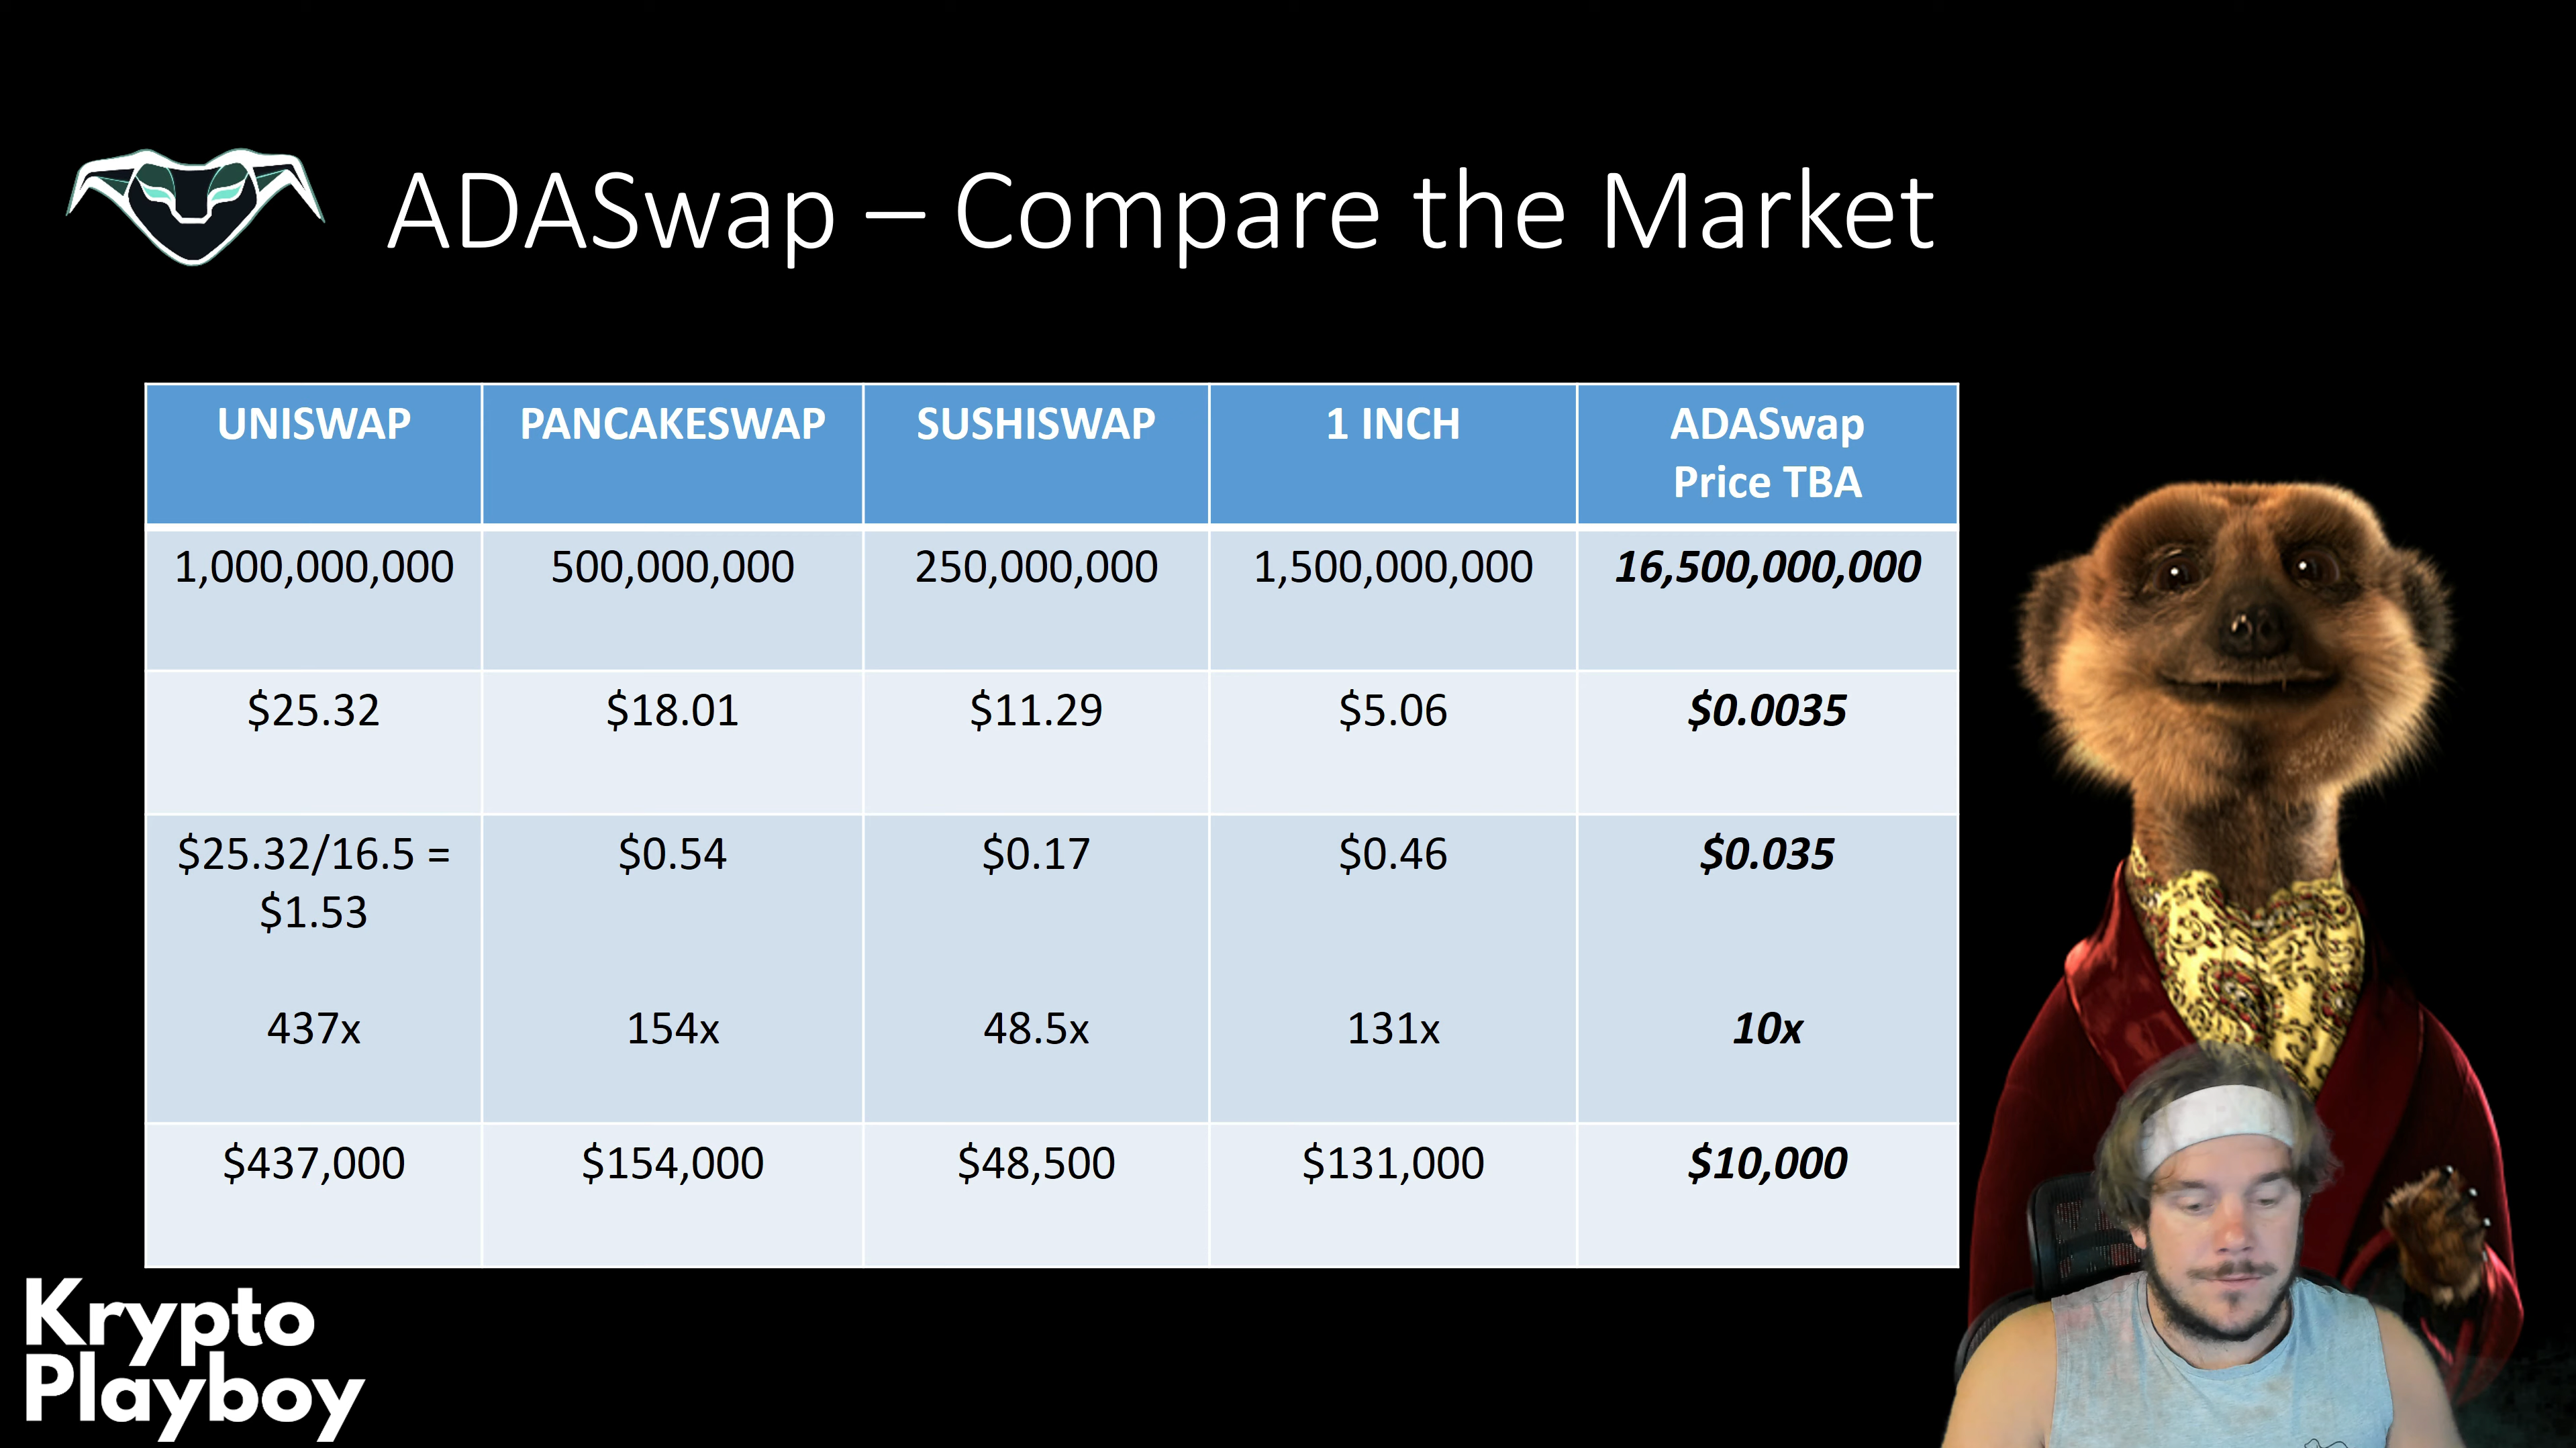 ADASwap – Compare the Market
UNISWAP
PANCAKESWAP
SUSHISWAP
1 INCH
ADASwap
Price TBA
1,000,000,000
500,000,000
250,000,000
1,500,000,000
16,500,000,000
$25.32
$18.01
$11.29
$5.06
$0.0035
$25.32/16.5 =
$1.53
$0.54
$0.17
$0.46
$0.035
437x
154x
48.5x
131x
10x
$437,000
$154,000
$48,500
$131,000
$10,000
Krypto
Playboy